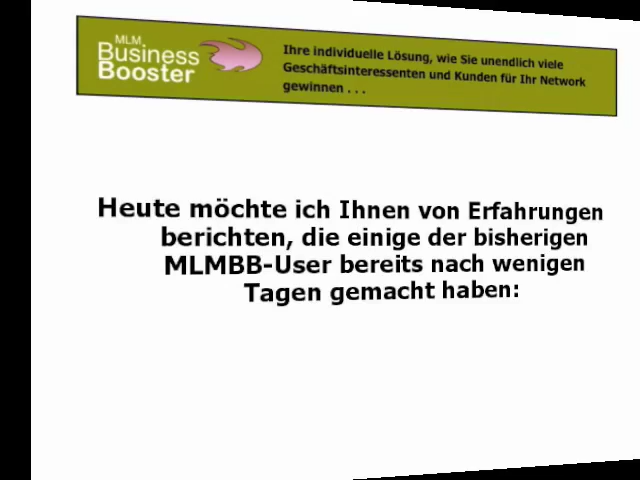 MLM
Business
Booster
Ihre individuelle Lösung, wie Sie unendlich viele
Geschäftsinteressenten und Kunden für Ihr Network
gewinnen . . .
Heute möchte ich Ihnen von Erfahrungen
berichten, die einige der bisherigen
MLMBB-User bereits nach wenigen
Tagen gemacht haben: